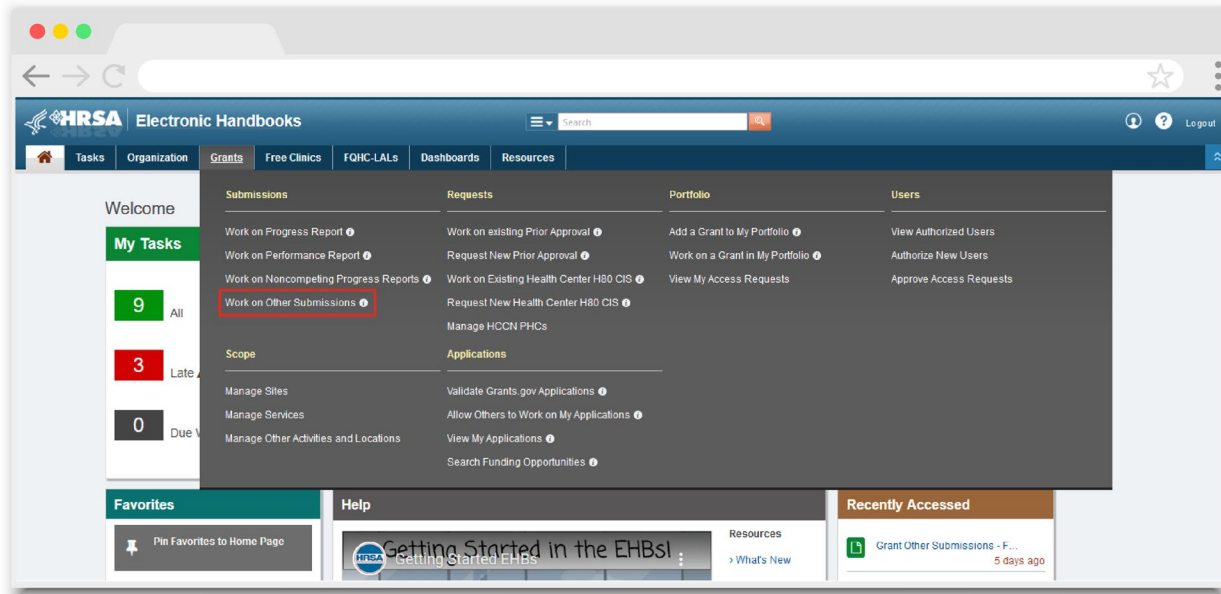 HRSA Electronic Handbooks
Search
Logout
Tasks Organization Grants Free Clinics FQHC-LALs Dashboards Resources
Welcome
My Tasks
9 All
3 Late
0 Due
Submissions
Work on Progress Report
Work on Performance Report
Work on Noncompeting Progress Reports
Work on Other Submissions
Requests
Work on existing Prior Approval
Request New Prior Approval
Work on Existing Health Center H80 CIS
Request New Health Center H80 CIS
Manage HCCN PHCs
Portfolio
Add a Grant to My Portfolio
Work on a Grant in My Portfolio
View My Access Requests
Users
View Authorized Users
Authorize New Users
Approve Access Requests
Scope
Manage Sites
Manage Services
Manage Other Activities and Locations
Applications
Validate Grants.gov Applications
Allow Others to Work on My Applications
View My Applications
Search Funding Opportunities
Favorites
Pin Favorites to Home Page
Help
HRSA
Getting Started in the EHBs!
Getting Started EHBs
Resources
› What's New
Recently Accessed
Grant Other Submissions - F...
5 days ago